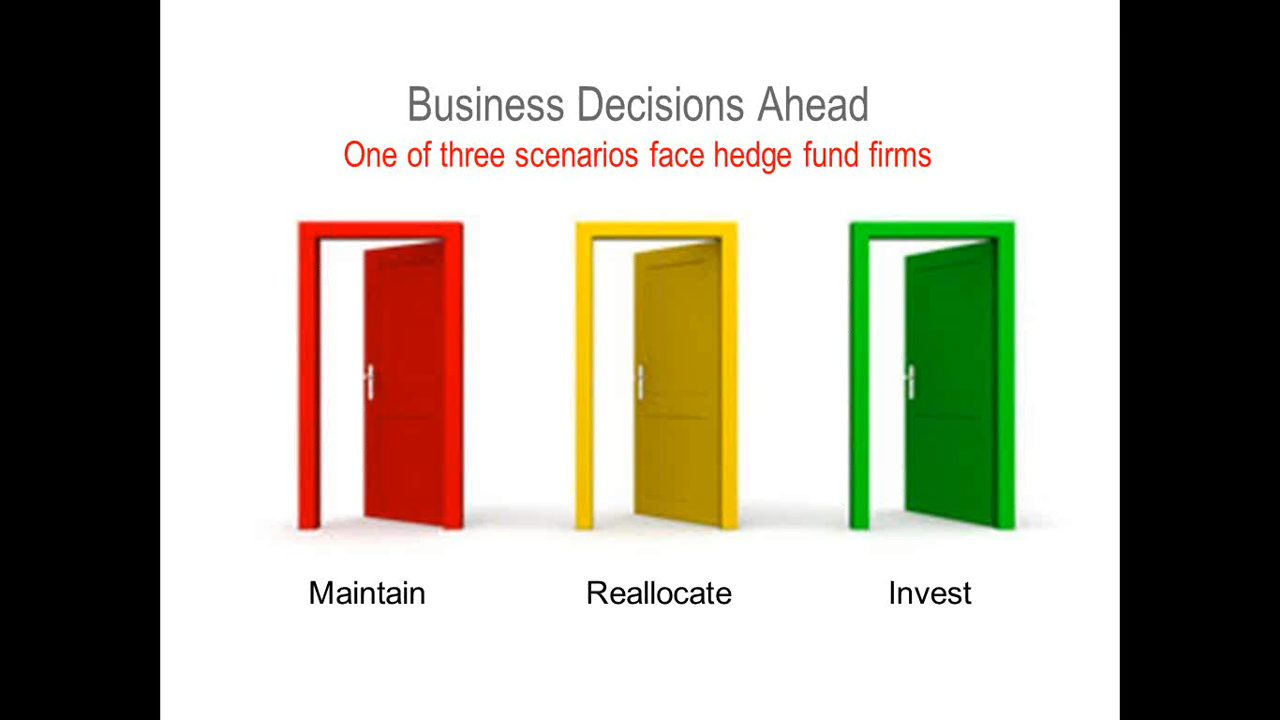 Business Decisions Ahead
One of three scenarios face hedge fund firms
Maintain Reallocate Invest